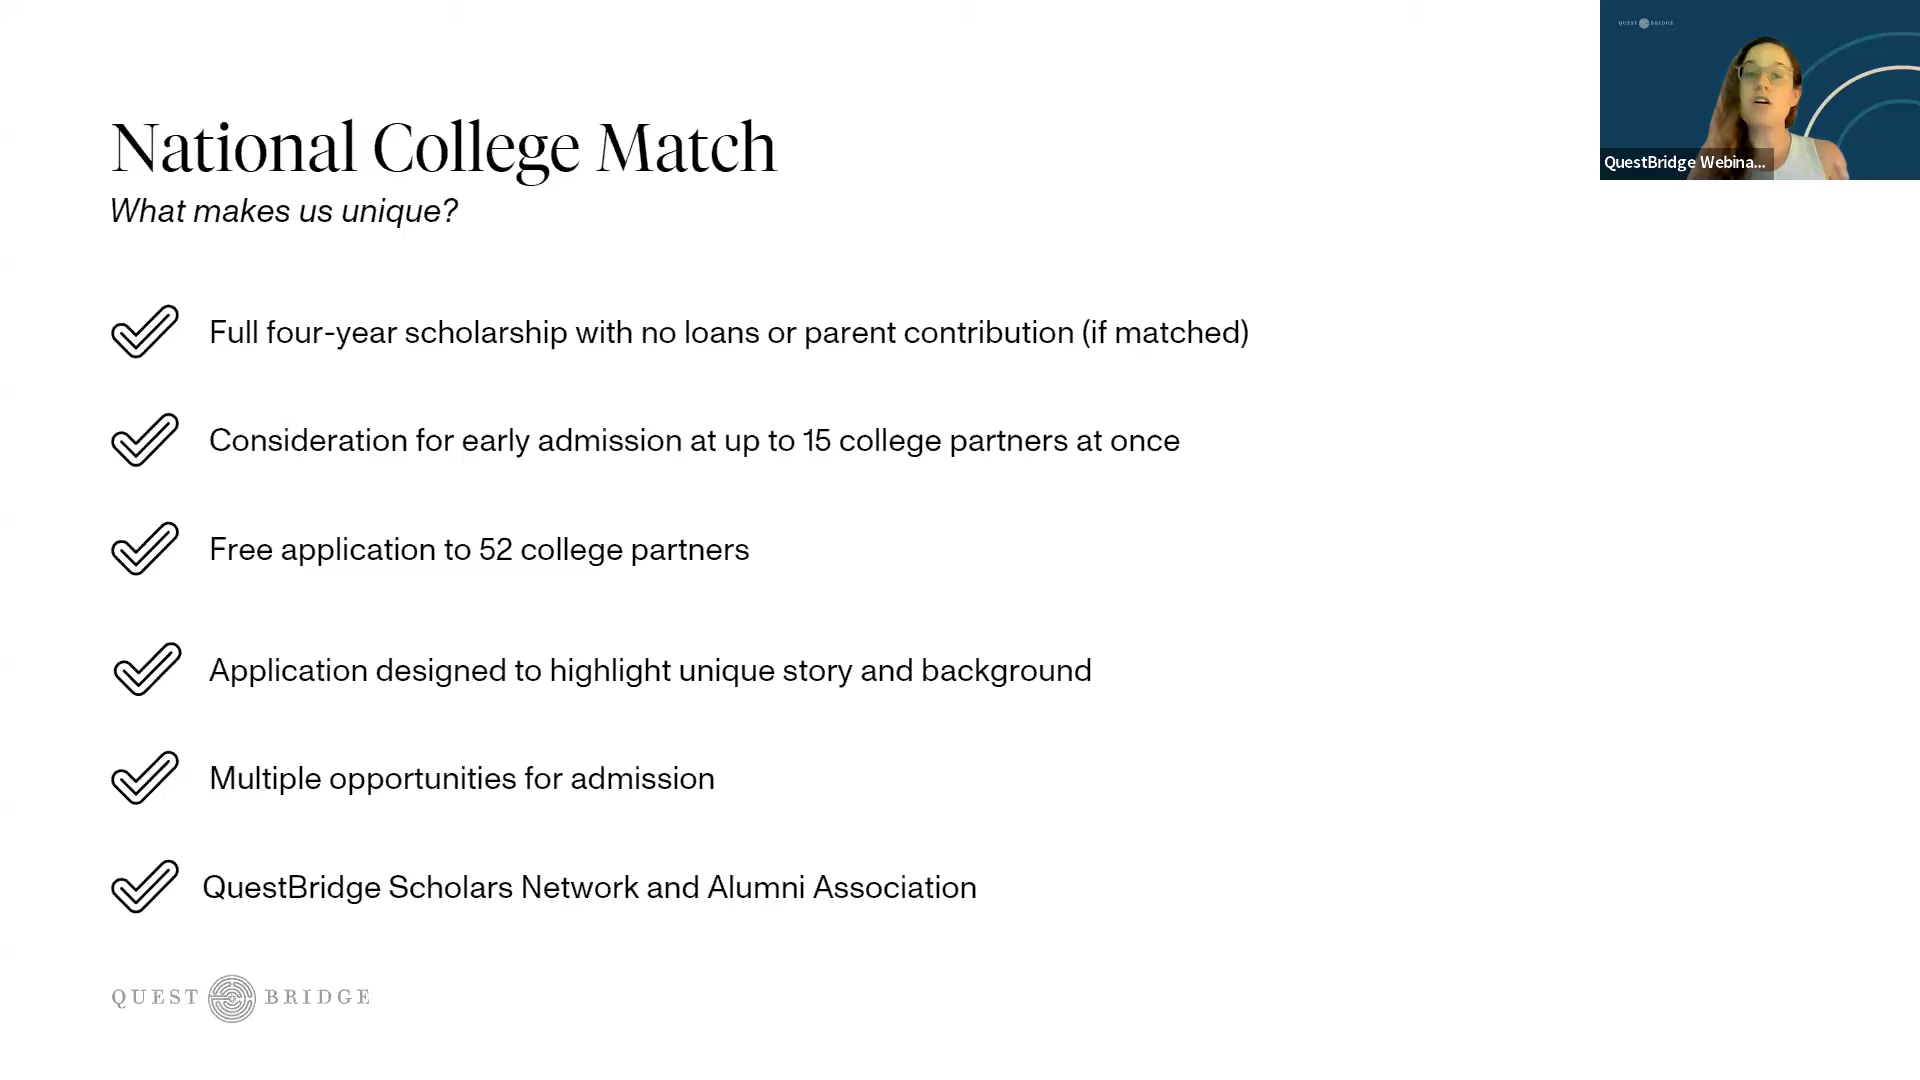 QUEST BRIDGE
National College Match
QuestBridge Webina...
What makes us unique?
Full four-year scholarship with no loans or parent contribution (if matched)
Consideration for early admission at up to 15 college partners at once
Free application to 52 college partners
Application designed to highlight unique story and background
Multiple opportunities for admission
QuestBridge Scholars Network and Alumni Association
QUEST BRIDGE